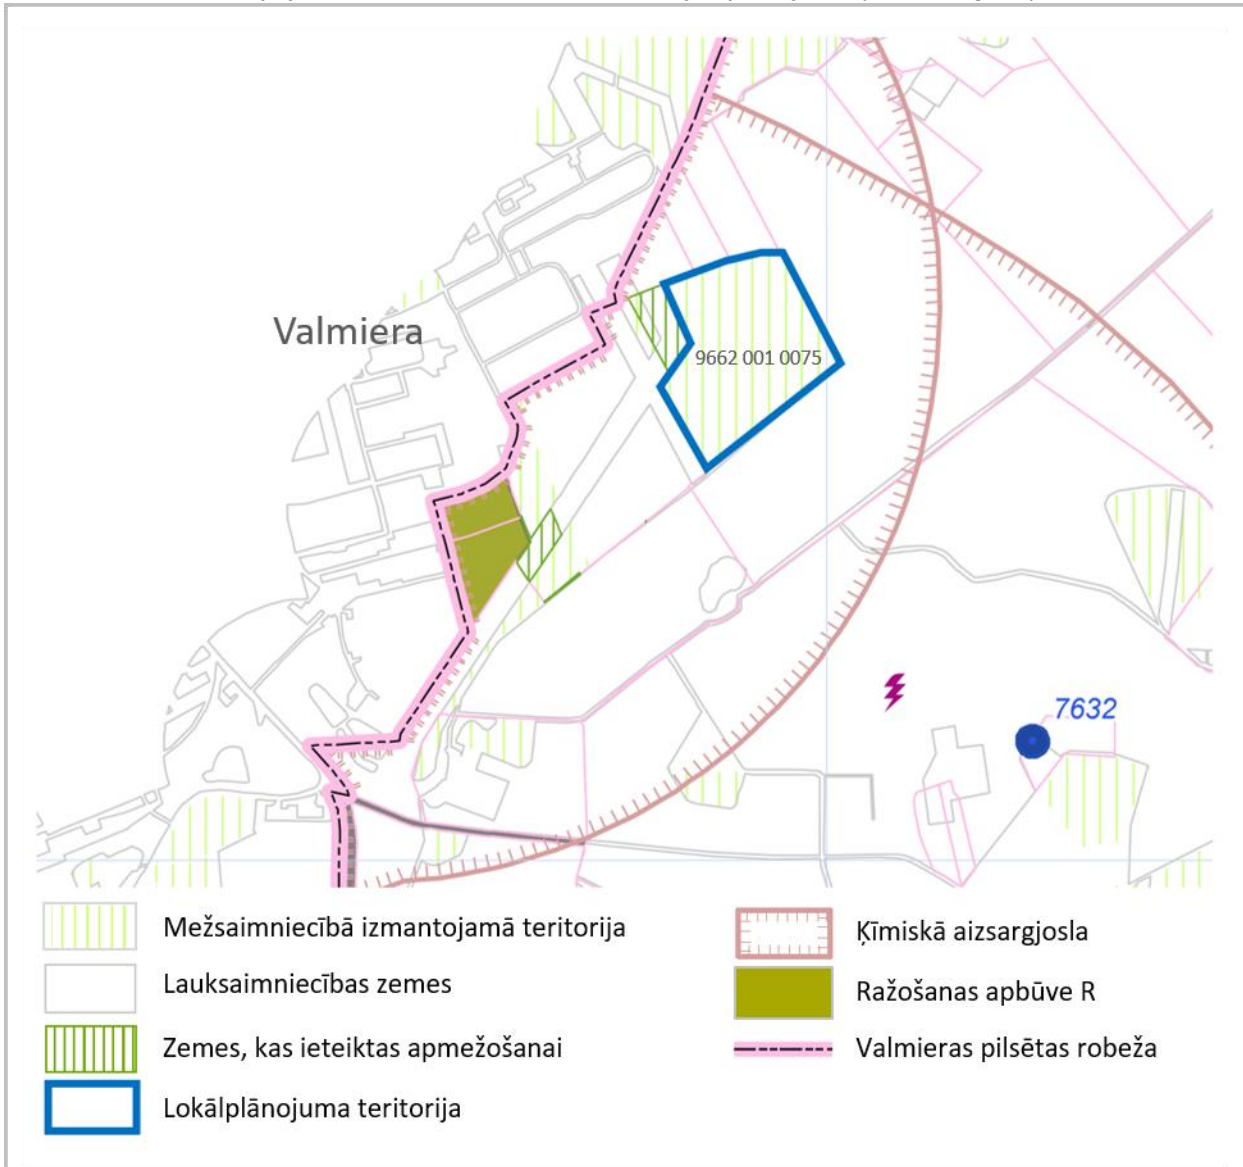 Valmiera
9662 001 0075
7632
Mežsaimniecībā izmantojamā teritorija
Lauksaimniecības zemes
Zemes, kas ieteiktas apmežošanai
Lokālplānojuma teritorija
Ķīmiskā aizsargjosla
Ražošanas apbūve R
Valmieras pilsētas robeža